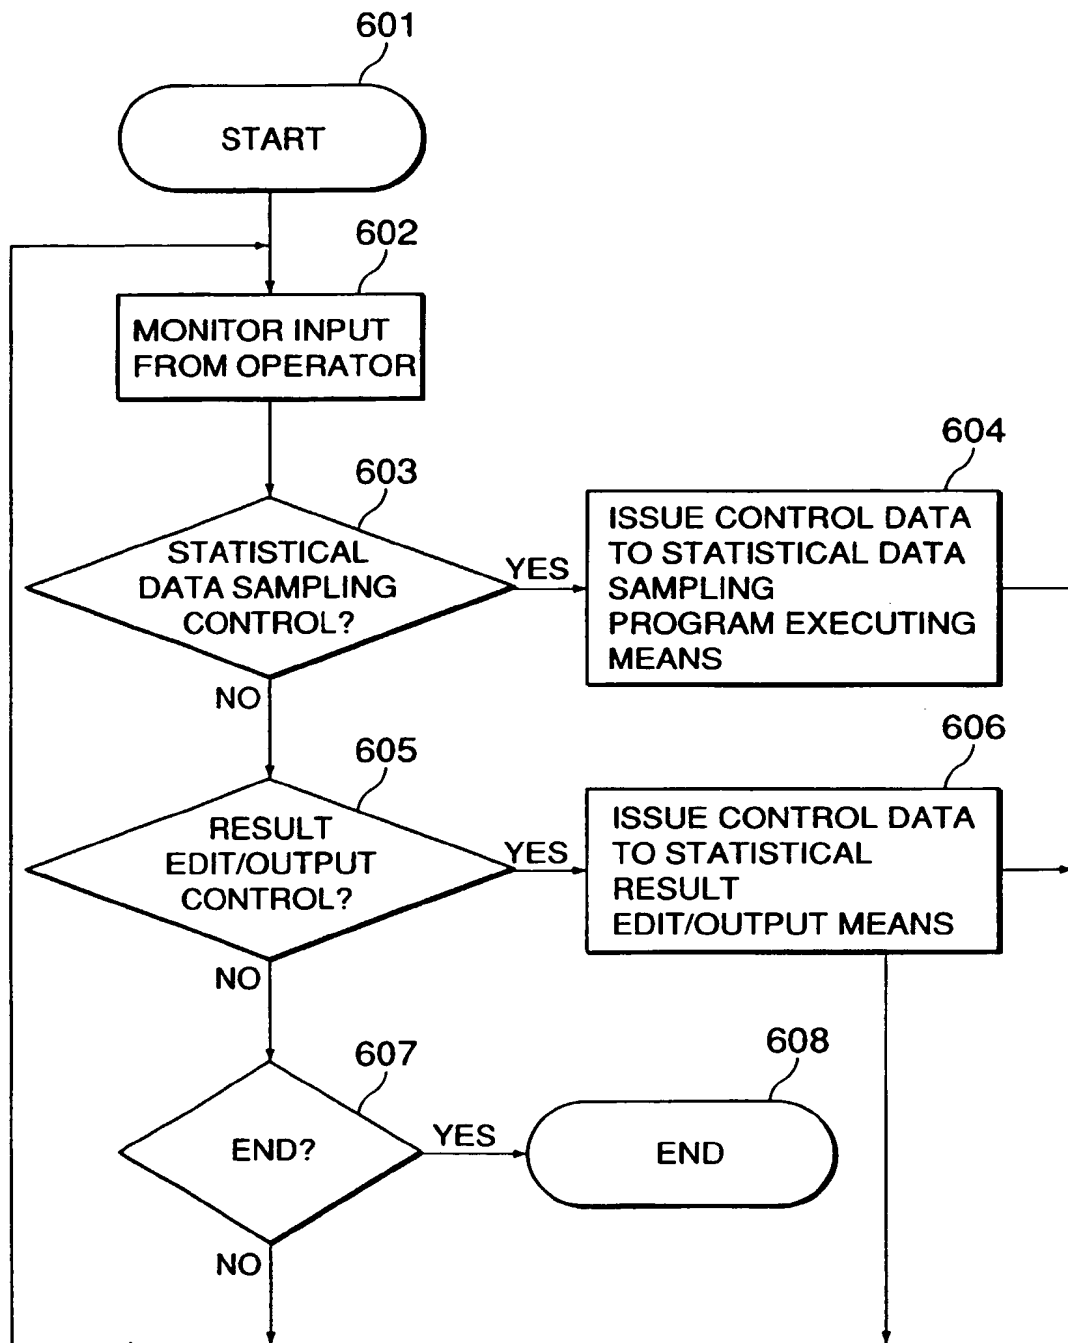 601
START
602
MONITOR INPUT
FROM OPERATOR
603
STATISTICAL
DATA SAMPLING
CONTROL?
YES
NO
604
ISSUE CONTROL DATA
TO STATISTICAL DATA
SAMPLING
PROGRAM EXECUTING
MEANS
605
RESULT
EDIT/OUTPUT
CONTROL?
YES
NO
606
ISSUE CONTROL DATA
TO STATISTICAL
RESULT
EDIT/OUTPUT MEANS
607
END?
YES
NO
608
END